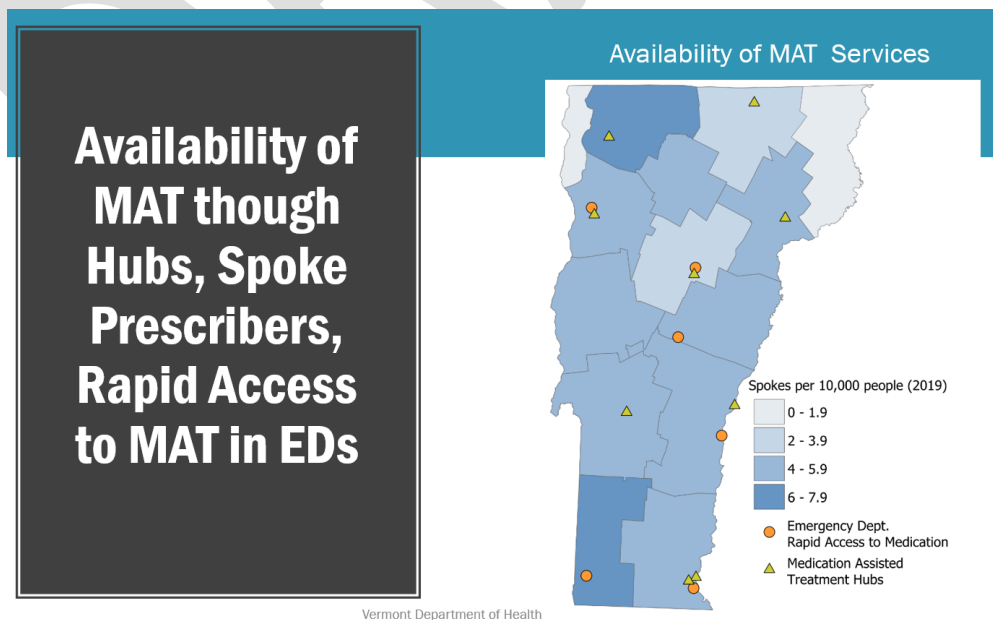 Availability of
MAT though
Hubs, Spoke
Prescribers,
Rapid Access
to MAT in EDs
Availability of MAT Services
Spokes per 10,000 people (2019)
0 - 1.9
2 - 3.9
4 - 5.9
6 - 7.9
Emergency Dept.
Rapid Access to Medication
Medication Assisted
Treatment Hubs
Vermont Department of Health